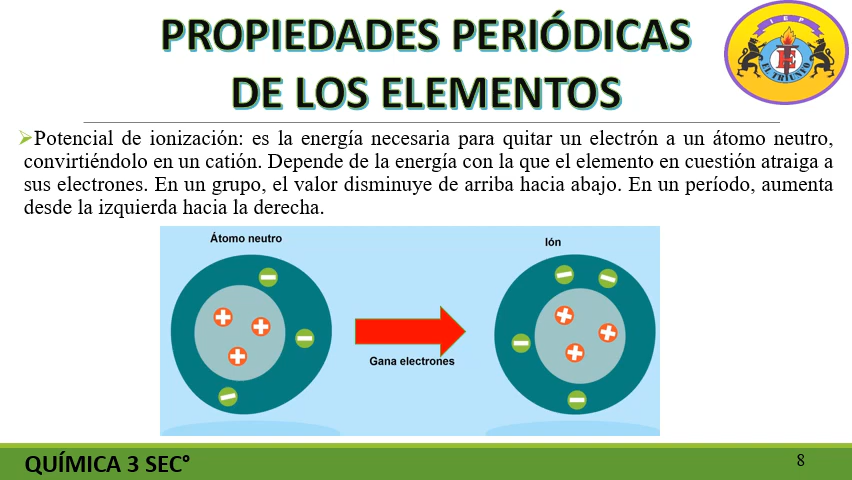 PROPIEDADES PERIÓDICAS
DE LOS ELEMENTOS
I E P
EL TRIUNFO
Potencial de ionización: es la energía necesaria para quitar un electrón a un átomo neutro,
convirtiéndolo en un catión. Depende de la energía con la que el elemento en cuestión atraiga a
sus electrones. En un grupo, el valor disminuye de arriba hacia abajo. En un período, aumenta
desde la izquierda hacia la derecha.
Átomo neutro
Ión
Gana electrones
QUÍMICA 3 SEC°
8